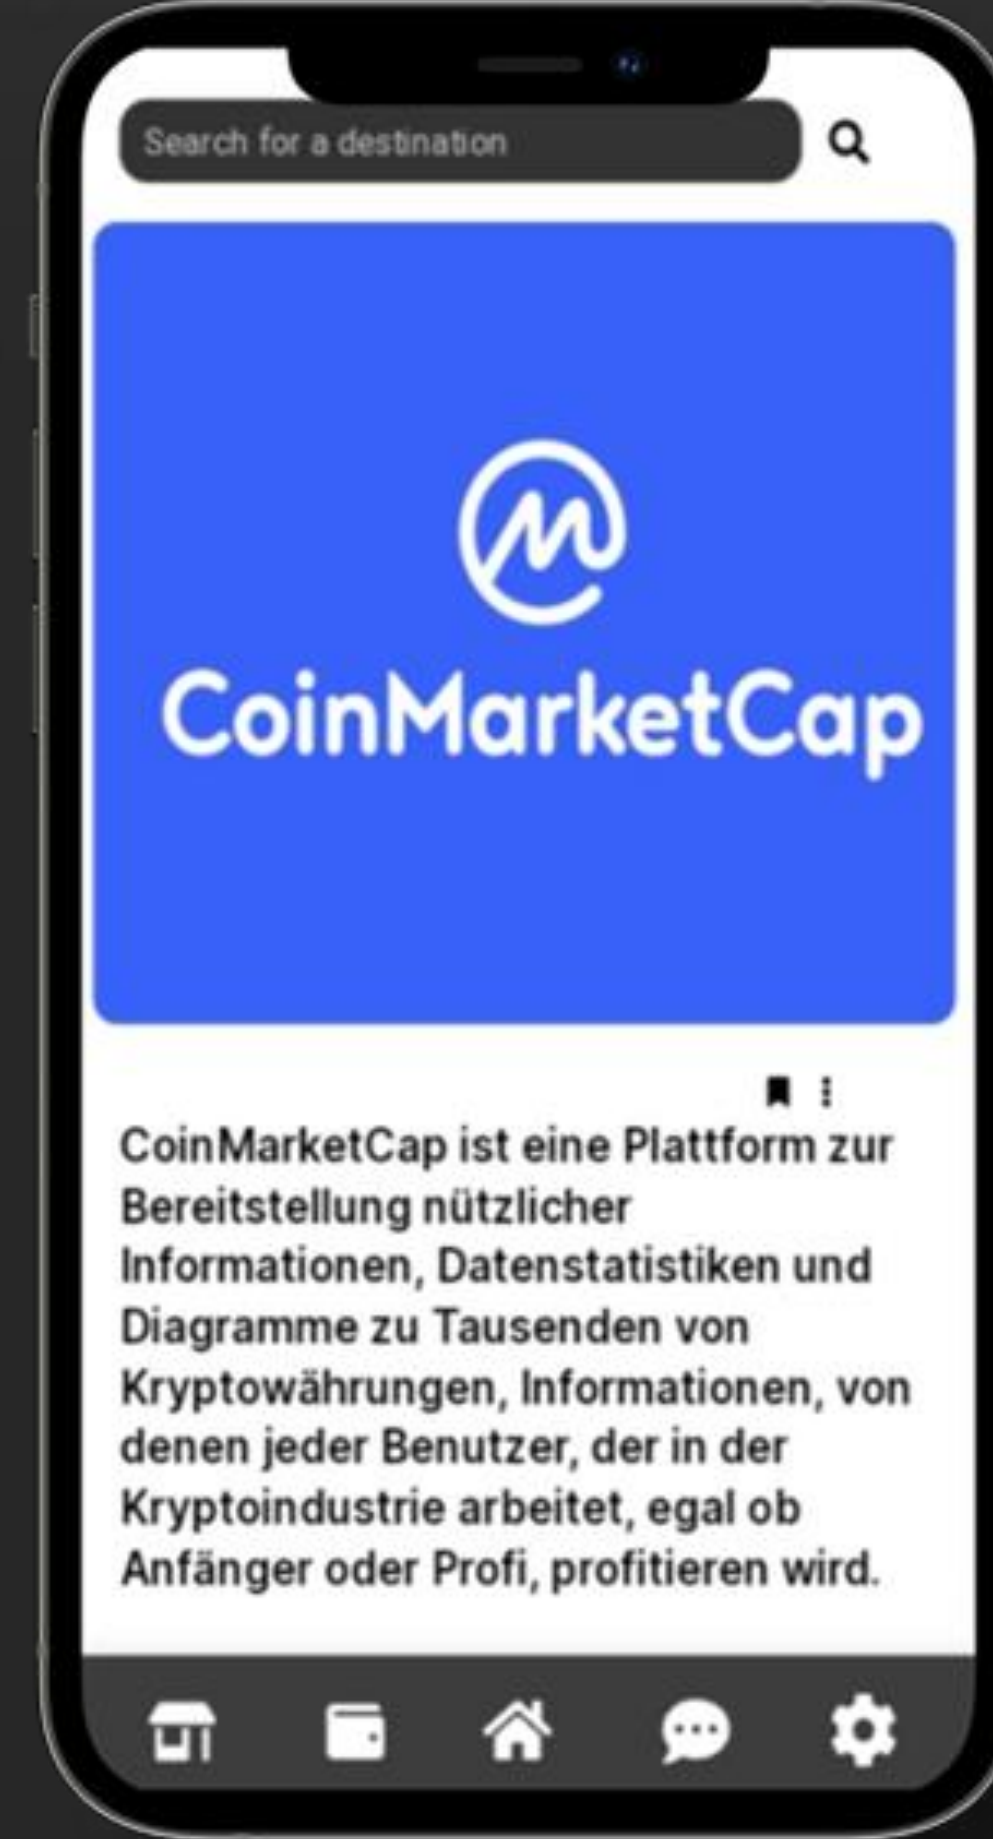 Search for a destination
CoinMarketCap
CoinMarketCap ist eine Plattform zur
Bereitstellung nützlicher
Informationen, Datenstatistiken und
Diagramme zu Tausenden von
Kryptowährungen, Informationen, von
denen jeder Benutzer, der in der
Kryptoindustrie arbeitet, egal ob
Anfänger oder Profi, profitieren wird.